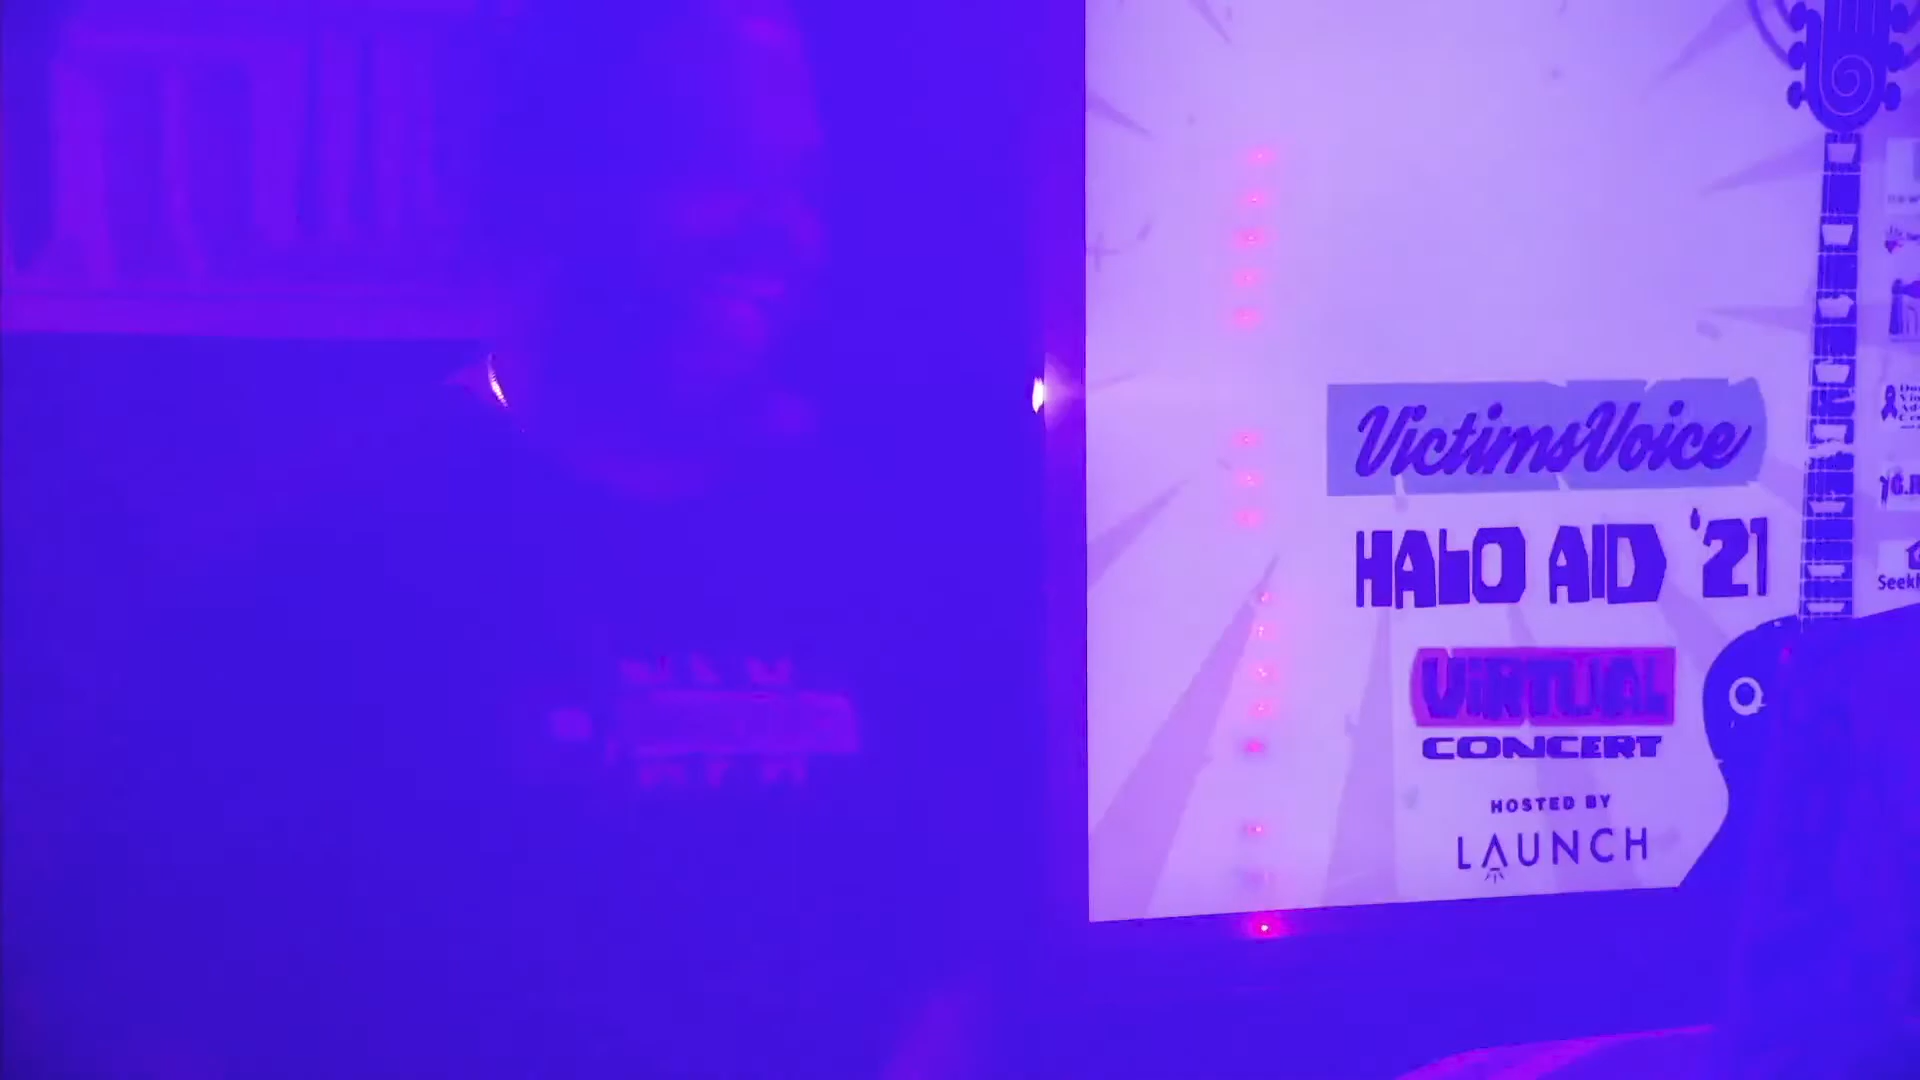 VictimsVoice
HALO AID '21
VIRTUAL
CONCERT
HOSTED BY
LAUNCH